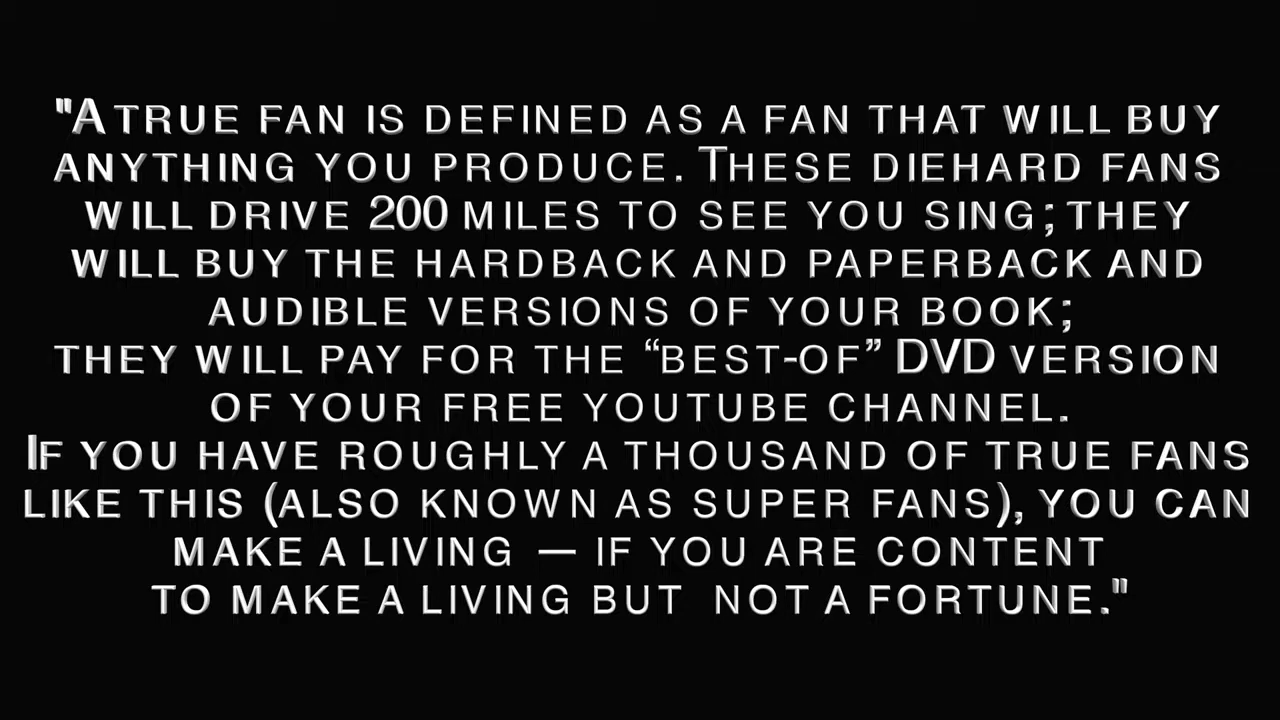 "A TRUE FAN IS DEFINED AS A FAN THAT WILL BUY
ANYTHING YOU PRODUCE. THESE DIEHARD FANS
WILL DRIVE 200 MILES TO SEE YOU SING; THEY
WILL BUY THE HARDBACK AND PAPERBACK AND
AUDIBLE VERSIONS OF YOUR BOOK;
THEY WILL PAY FOR THE “BEST-OF” DVD VERSION
OF YOUR FREE YOUTUBE CHANNEL.
IF YOU HAVE ROUGHLY A THOUSAND OF TRUE FANS
LIKE THIS (ALSO KNOWN AS SUPER FANS), YOU CAN
MAKE A LIVING — IF YOU ARE CONTENT
TO MAKE A LIVING BUT NOT A FORTUNE."